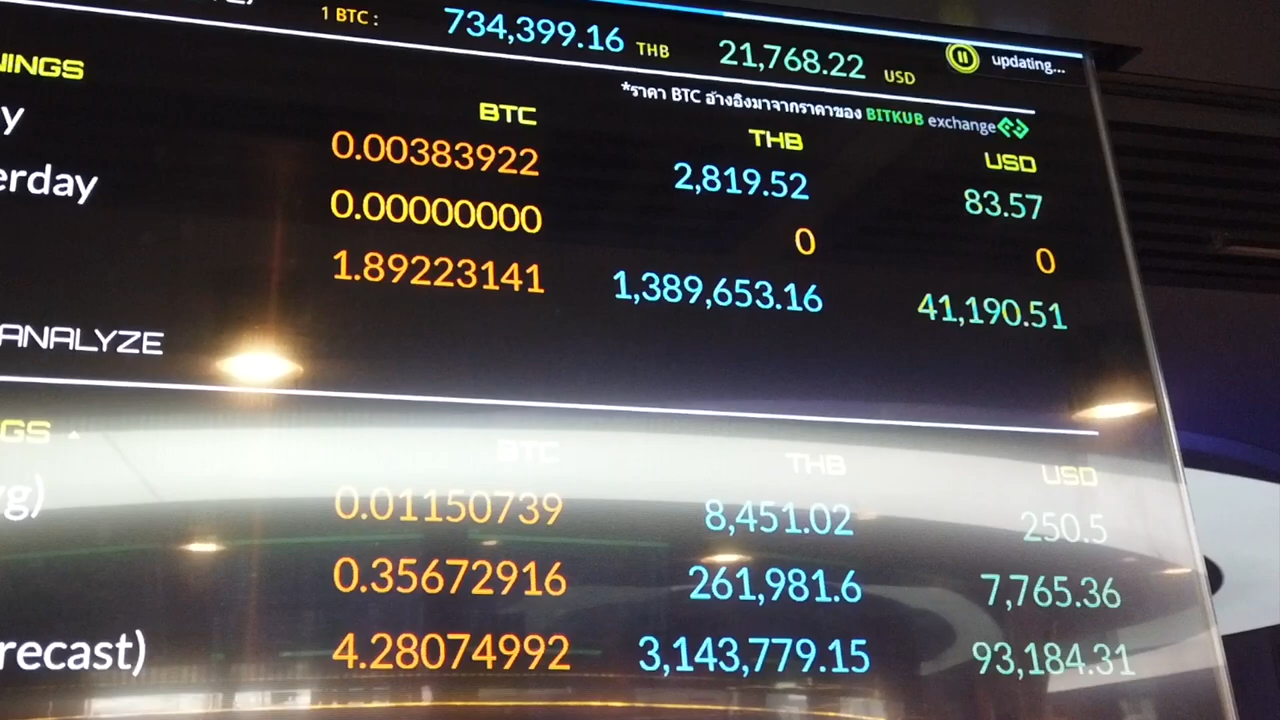 1 BTC : 734,399.16 THB 21,768.22 USD updating...
*ราคา BTC อ้างอิงมาจากราคาของ BITKUB exchange
NINGS BTC THB USD
y 0.00383922 2,819.52 83.57
erday 0.00000000 0 0
1.89223141 1,389,653.16 41,190.51
ANALYZE
GS BTC THB USD
vg) 0.01150739 8,451.02 250.5
0.35672916 261,981.6 7,765.36
recast) 4.28074992 3,143,779.15 93,184.31